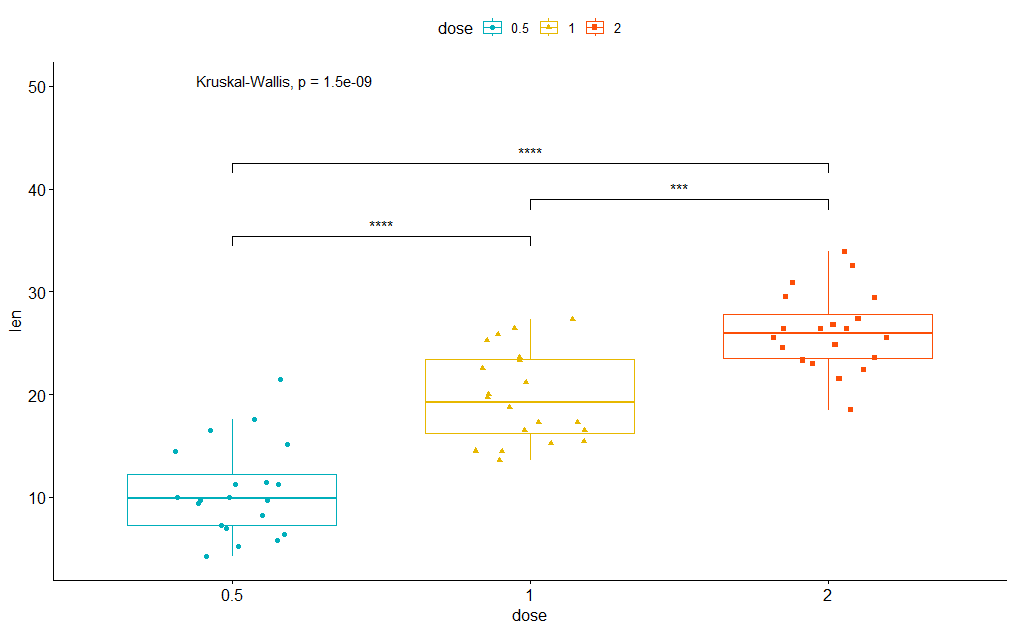 dose 0.5 1 2
Kruskal-Wallis, p = 1.5e-09
50
****
40
***
****
30
len
20
10
0.5 1 2
dose